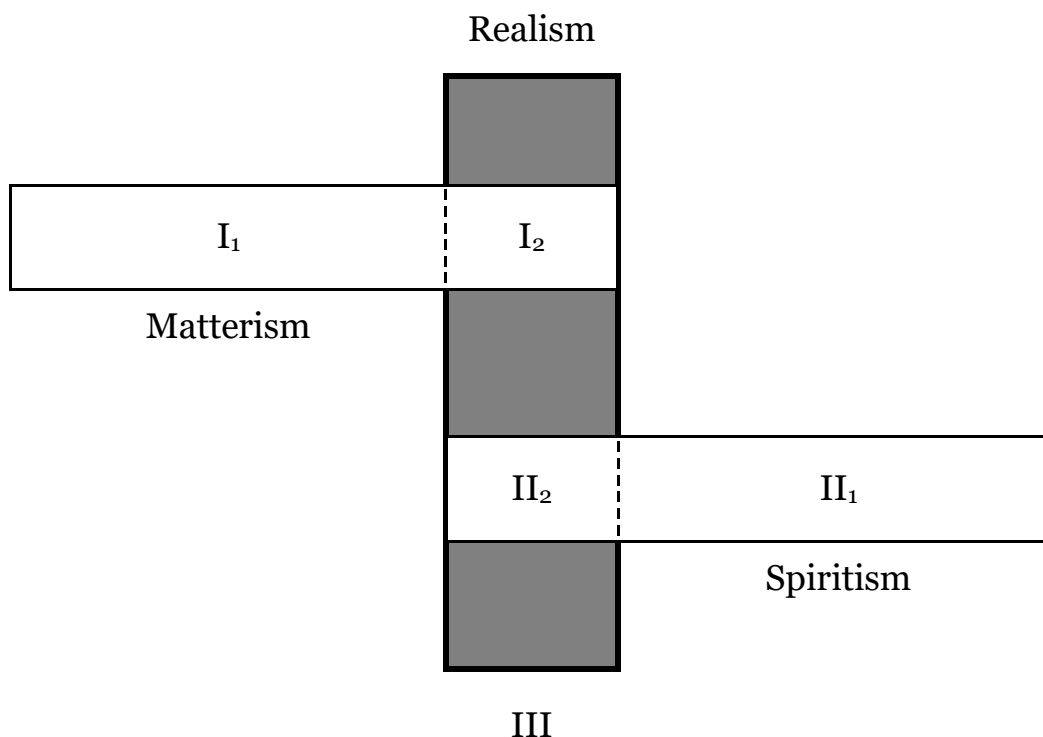 Realism
I₁ I₂
Matterism
II₂ II₁
Spiritism
III